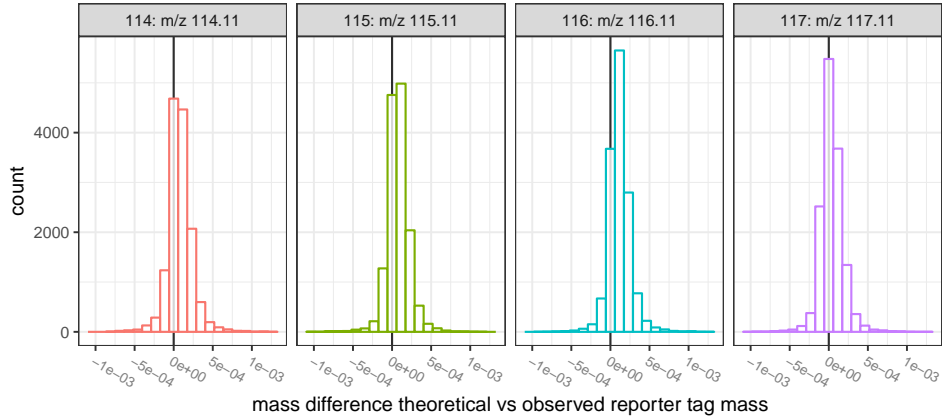 114: m/z 114.11
115: m/z 115.11
116: m/z 116.11
117: m/z 117.11
count
4000
2000
0
−1e−03
−5e−04
0e+00
5e−04
1e−03
−1e−03
−5e−04
0e+00
5e−04
1e−03
−1e−03
−5e−04
0e+00
5e−04
1e−03
−1e−03
−5e−04
0e+00
5e−04
1e−03
mass difference theoretical vs observed reporter tag mass